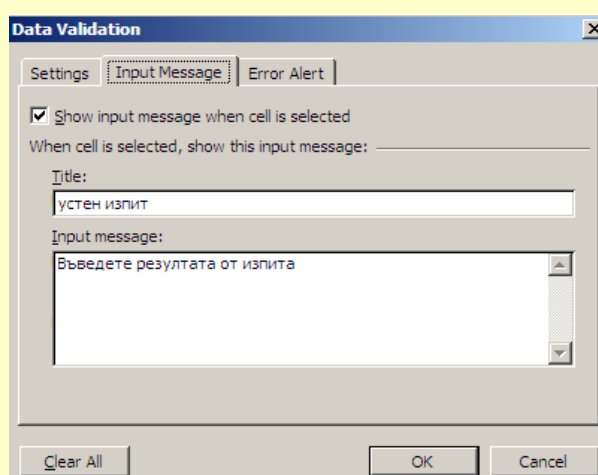 Data Validation
Settings Input Message Error Alert
Show input message when cell is selected
When cell is selected, show this input message:
Title:
устен изпит
Input message:
Въведете резултата от изпита
Clear All OK Cancel